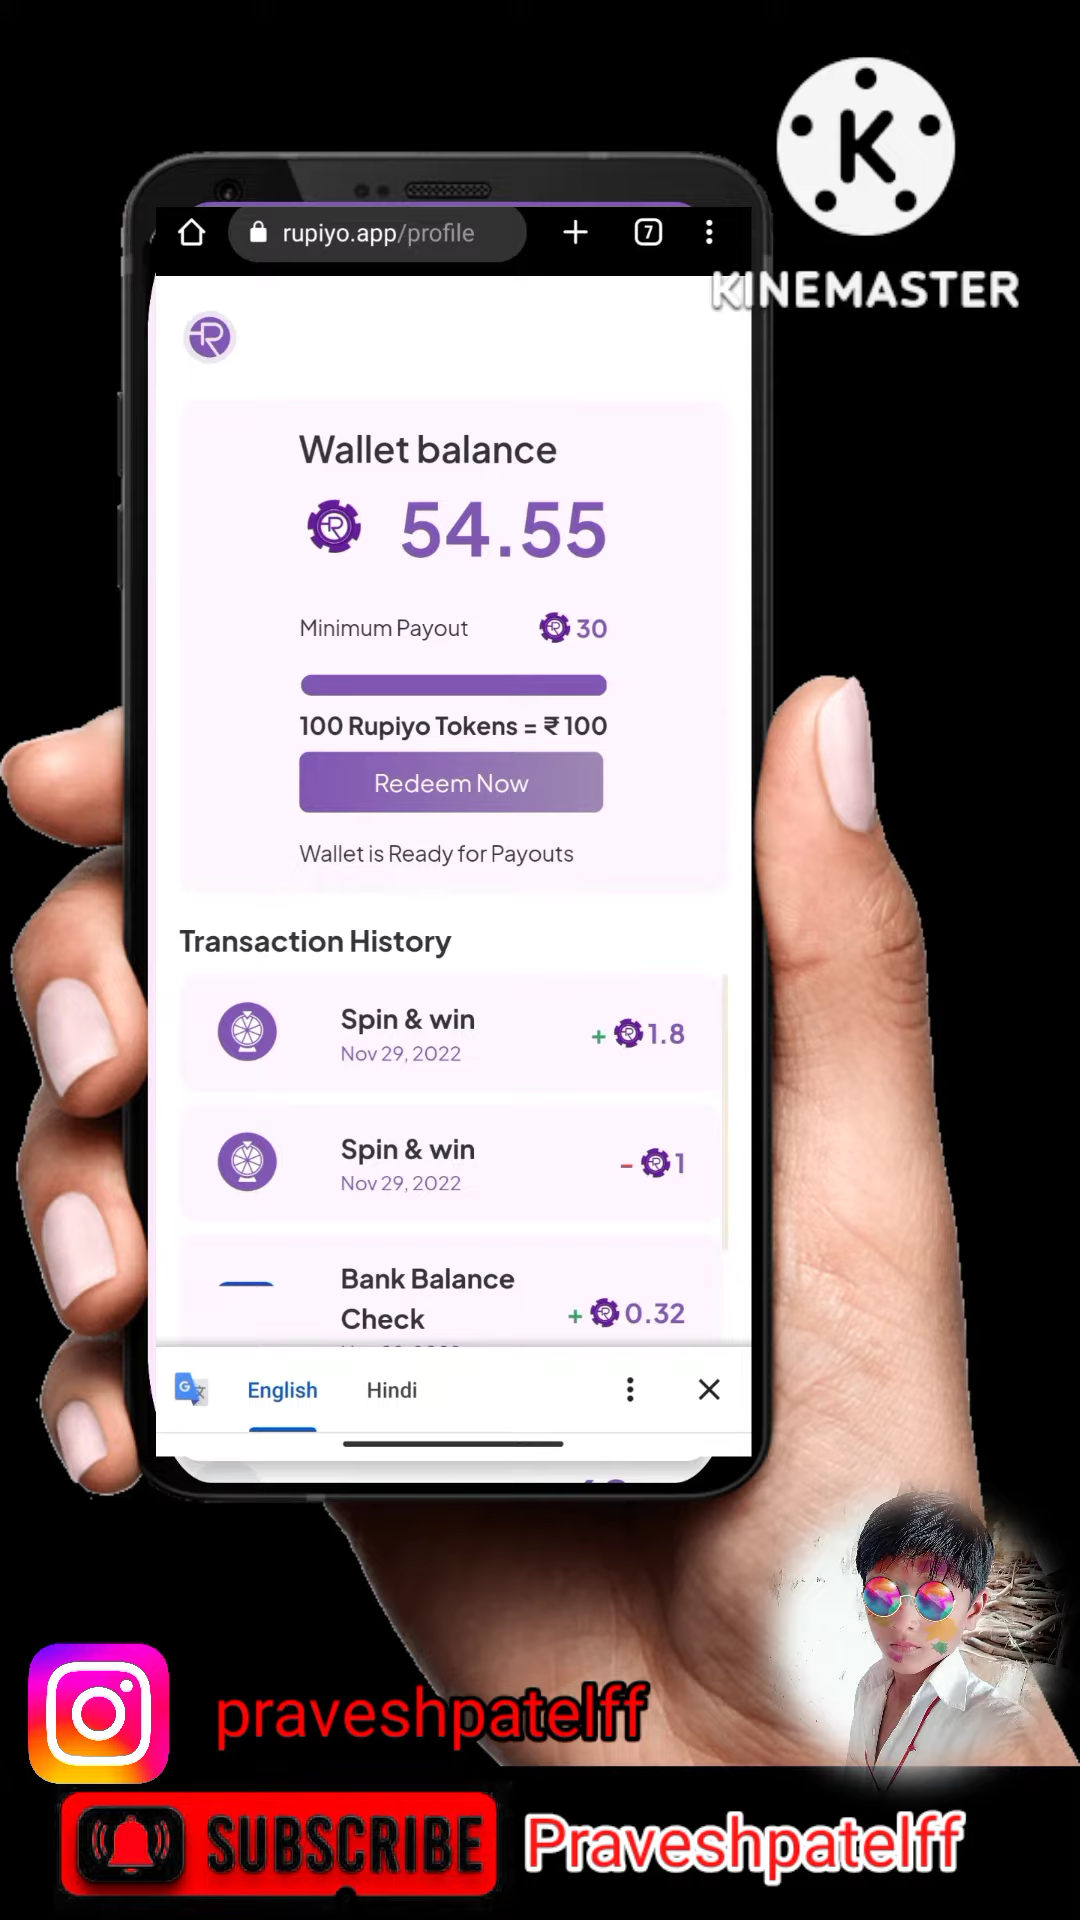 K
KINEMASTER
rupiyo.app/profile
7
Wallet balance
54.55
Minimum Payout
30
100 Rupiyo Tokens = ₹ 100
Redeem Now
Wallet is Ready for Payouts
Transaction History
Spin & win
+ 1.8
Nov 29, 2022
Spin & win
- 1
Nov 29, 2022
Bank Balance
Check
+ 0.32
English
Hindi
praveshpatelff
SUBSCRIBE
Praveshpatelff